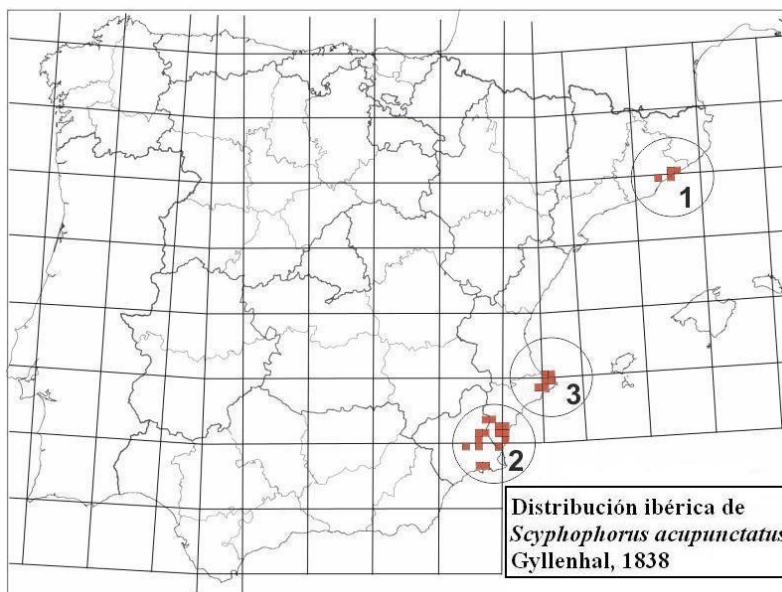 1
3
2
Distribución ibérica de
Scyphophorus acupunctatus
Gyllenhal, 1838